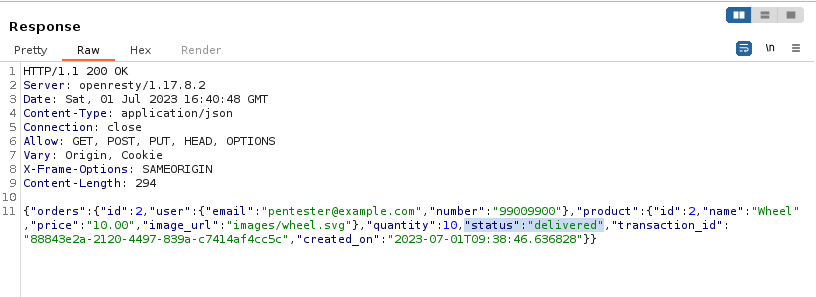 Response
Pretty Raw Hex Render \n
1 HTTP/1.1 200 OK
2 Server: openresty/1.17.8.2
3 Date: Sat, 01 Jul 2023 16:40:48 GMT
4 Content-Type: application/json
5 Connection: close
6 Allow: GET, POST, PUT, HEAD, OPTIONS
7 Vary: Origin, Cookie
8 X-Frame-Options: SAMEORIGIN
9 Content-Length: 294
10
11 {"orders":{"id":2,"user":{"email":"pentester@example.com","number":"99009900"},"product":{"id":2,"name":"Wheel"
,"price":"10.00","image_url":"images/wheel.svg"},"quantity":10,"status":"delivered","transaction_id":
"88843e2a-2120-4497-839a-c7414af4cc5c","created_on":"2023-07-01T09:38:46.636828"}}